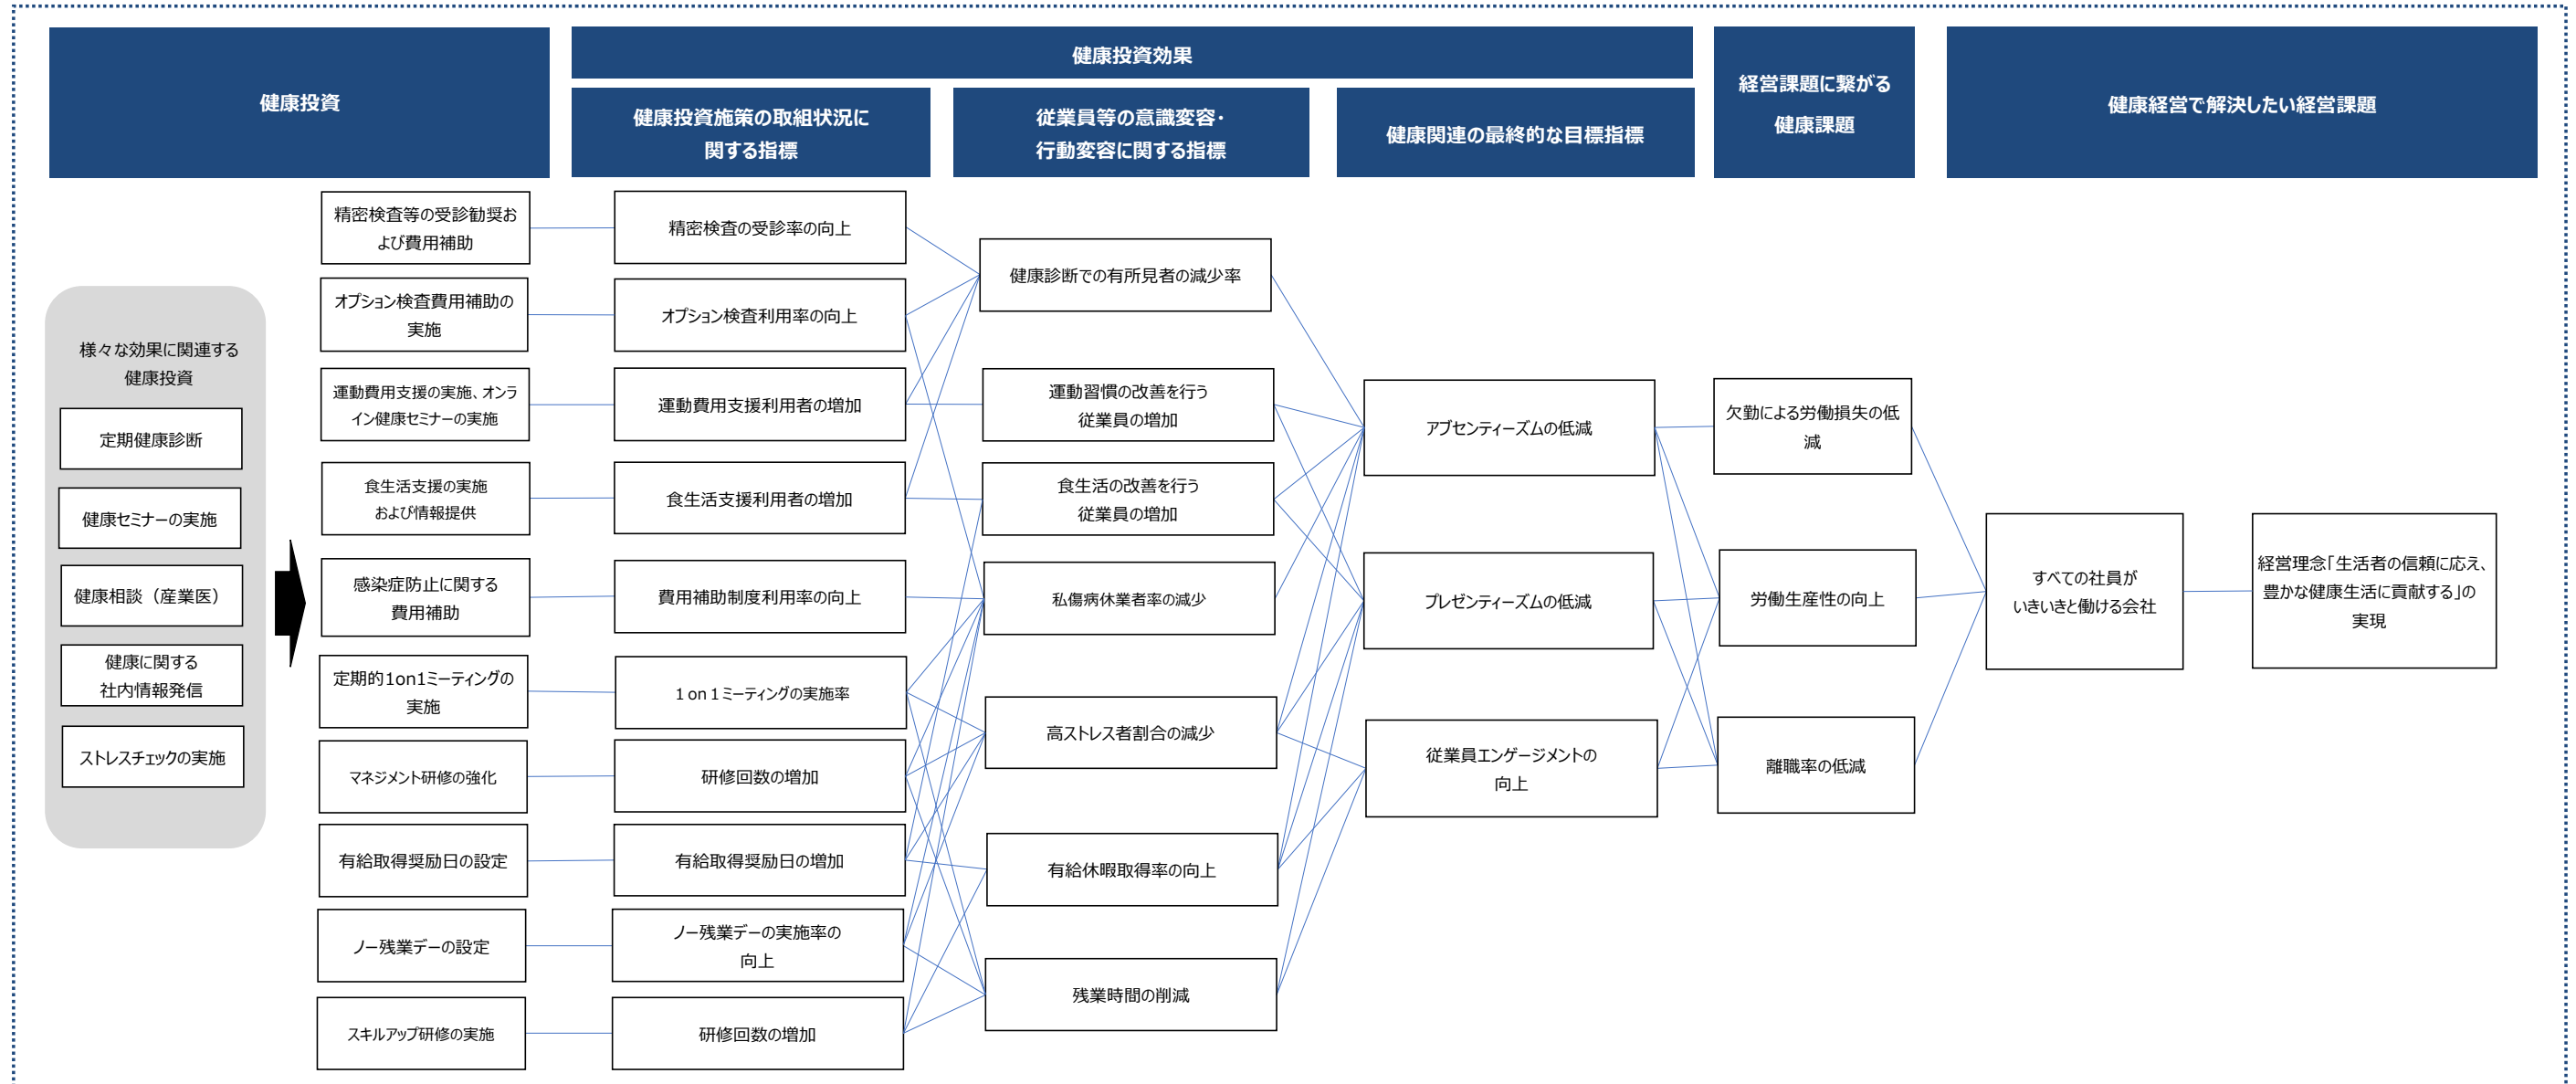 健康投資
健康投資効果
健康投資施策の取組状況に
関する指標
従業員等の意識変容・
行動変容に関する指標
健康関連の最終的な目標指標
経営課題に繋がる
健康課題
健康経営で解決したい経営課題
様々な効果に関連する
健康投資
定期健康診断
健康セミナーの実施
健康相談（産業医）
健康に関する
社内情報発信
ストレスチェックの実施
精密検査等の受診勧奨お
よび費用補助
オプション検査費用補助の
実施
運動費用支援の実施、オンラ
イン健康セミナーの実施
食生活支援の実施
および情報提供
感染症防止に関する
費用補助
定期的1on1ミーティングの
実施
マネジメント研修の強化
有給取得奨励日の設定
ノー残業デーの設定
スキルアップ研修の実施
精密検査の受診率の向上
オプション検査利用率の向上
運動費用支援利用者の増加
食生活支援利用者の増加
費用補助制度利用率の向上
１on１ミーティングの実施率
研修回数の増加
有給取得奨励日の増加
ノー残業デーの実施率の
向上
研修回数の増加
健康診断での有所見者の減少率
運動習慣の改善を行う
従業員の増加
食生活の改善を行う
従業員の増加
私傷病休業者率の減少
高ストレス者割合の減少
有給休暇取得率の向上
残業時間の削減
アブセンティーズムの低減
プレゼンティーズムの低減
従業員エンゲージメントの
向上
欠勤による労働損失の低
減
労働生産性の向上
離職率の低減
すべての社員が
いきいきと働ける会社
経営理念「生活者の信頼に応え、
豊かな健康生活に貢献する」の
実現